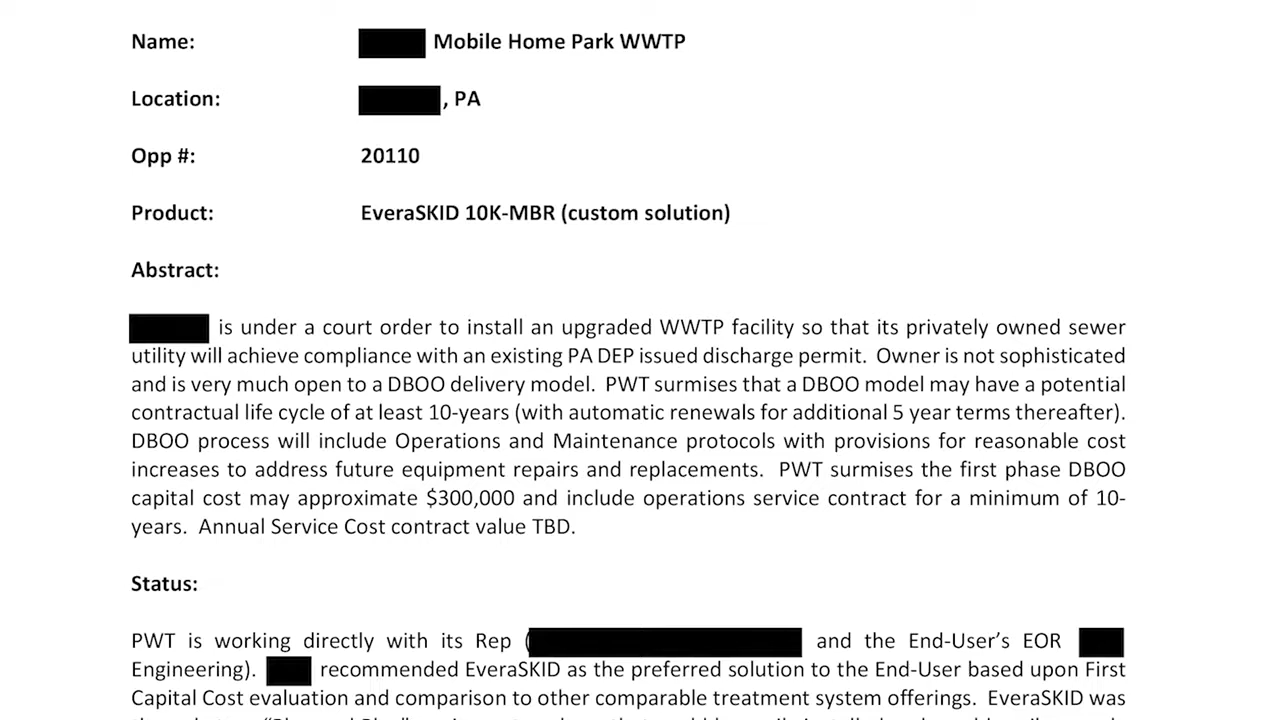 Name: Mobile Home Park WWTP
Location: , PA
Opp #: 20110
Product: EveraSKID 10K-MBR (custom solution)
Abstract:
is under a court order to install an upgraded WWTP facility so that its privately owned sewer
utility will achieve compliance with an existing PA DEP issued discharge permit. Owner is not sophisticated
and is very much open to a DBOO delivery model. PWT surmises that a DBOO model may have a potential
contractual life cycle of at least 10-years (with automatic renewals for additional 5 year terms thereafter).
DBOO process will include Operations and Maintenance protocols with provisions for reasonable cost
increases to address future equipment repairs and replacements. PWT surmises the first phase DBOO
capital cost may approximate $300,000 and include operations service contract for a minimum of 10-
years. Annual Service Cost contract value TBD.
Status:
PWT is working directly with its Rep ( and the End-User’s EOR
Engineering). recommended EveraSKID as the preferred solution to the End-User based upon First
Capital Cost evaluation and comparison to other comparable treatment system offerings. EveraSKID was